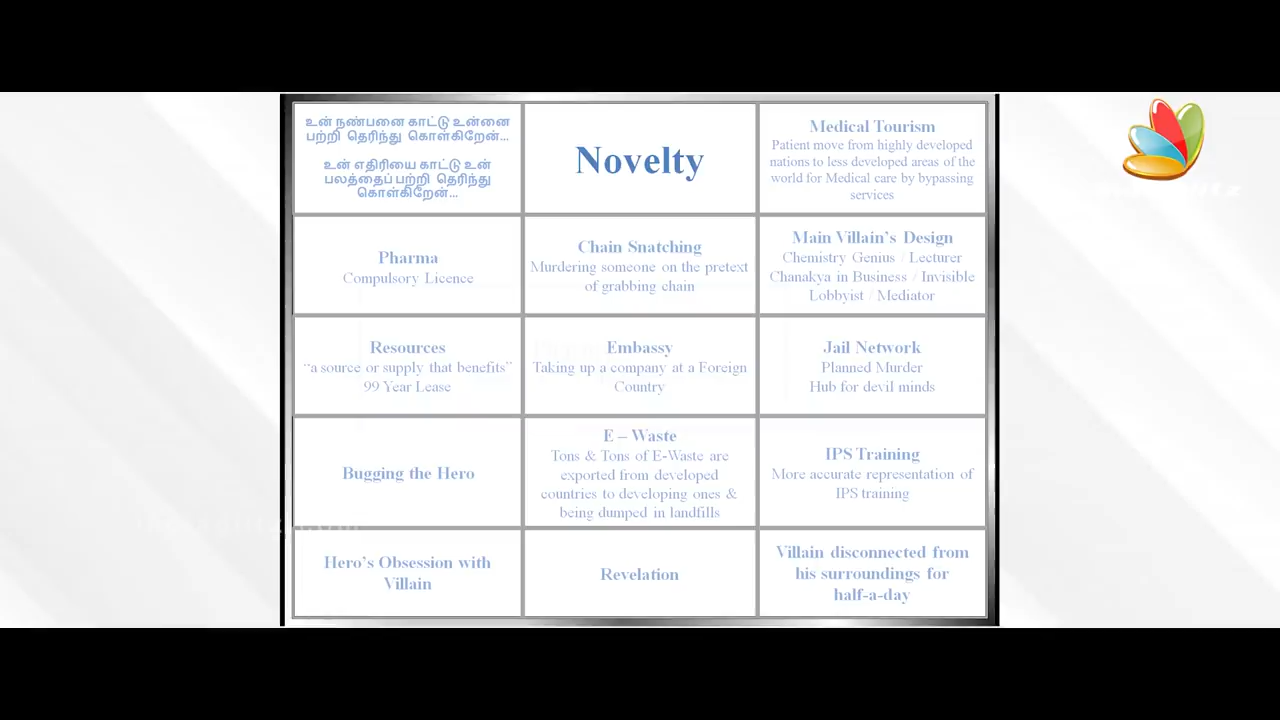 உன் நண்பனை காட்டு உன்னை
பற்றி தெரிந்து கொள்கிறேன்...
உன் எதிரியை காட்டு உன்
பலத்தைப் பற்றி தெரிந்து
கொள்கிறேன்...
Novelty
Medical Tourism
Patient move from highly developed
nations to less developed areas of the
world for Medical care by bypassing
services
Pharma
Compulsory Licence
Chain Snatching
Murdering someone on the pretext
of grabbing chain
Main Villain’s Design
Chemistry Genius / Lecturer
Chanakya in Business / Invisible
Lobbyist / Mediator
Resources
“a source or supply that benefits”
99 Year Lease
Embassy
Taking up a company at a Foreign
Country
Jail Network
Planned Murder
Hub for devil minds
Bugging the Hero
E – Waste
Tons & Tons of E-Waste are
exported from developed
countries to developing ones &
being dumped in landfills
IPS Training
More accurate representation of
IPS training
Hero’s Obsession with
Villain
Revelation
Villain disconnected from
his surroundings for
half-a-day